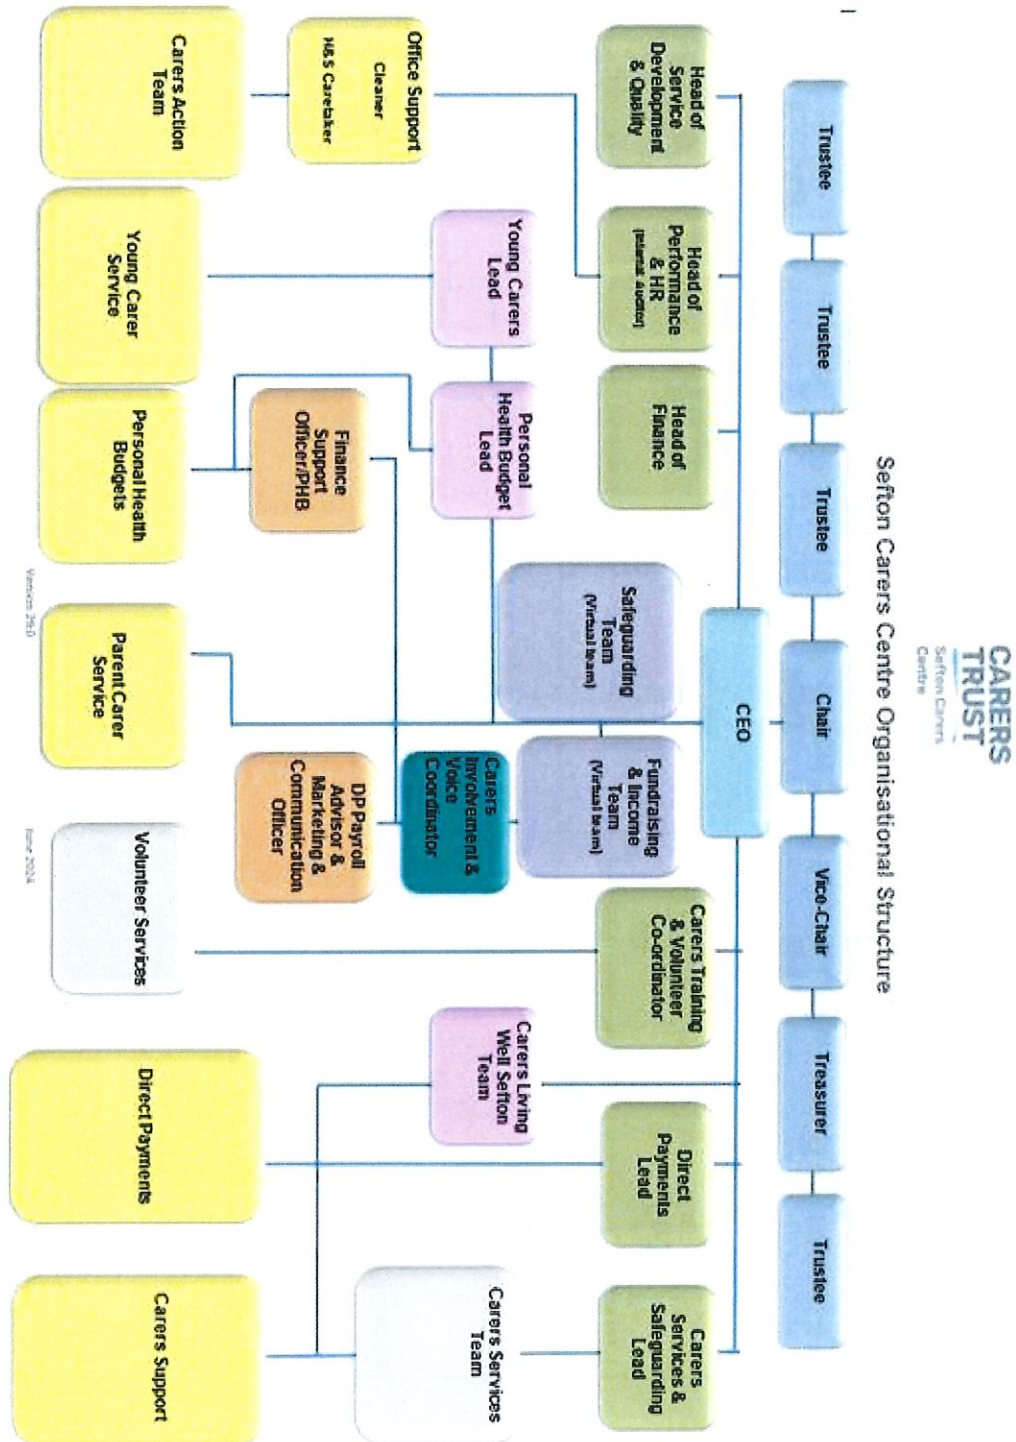 CARERS
TRUST
Sefton Carers
Centre
Sefton Carers Centre Organisational Structure
Trustee
Trustee
Trustee
Chair
Vice-Chair
Treasurer
Trustee
CEO
Head of
Service
Development
& Quality
Head of
Performance
& HR
(Internal Auditor)
Head of
Finance
Carers Training
& Volunteer
Co-ordinator
Direct
Payments
Lead
Carers
Services &
Safeguarding
Lead
Safeguarding
Team
(Virtual team)
Fundraising
& Income
Team
(Virtual team)
Office Support
Cleaner
H&S Caretaker
Young Carers
Lead
Personal
Health Budget
Lead
Carers
Involvement &
Voice
Coordinator
Carers Living
Well Sefton
Team
Carers Services
Team
Finance
Support
Officer/PHB
DP Payroll
Advisor &
Marketing &
Communication
Officer
Carers Action
Team
Young Carer
Service
Personal Health
Budgets
Parent Carer
Service
Volunteer Services
Direct Payments
Carers Support
Version 29.0
June 2024